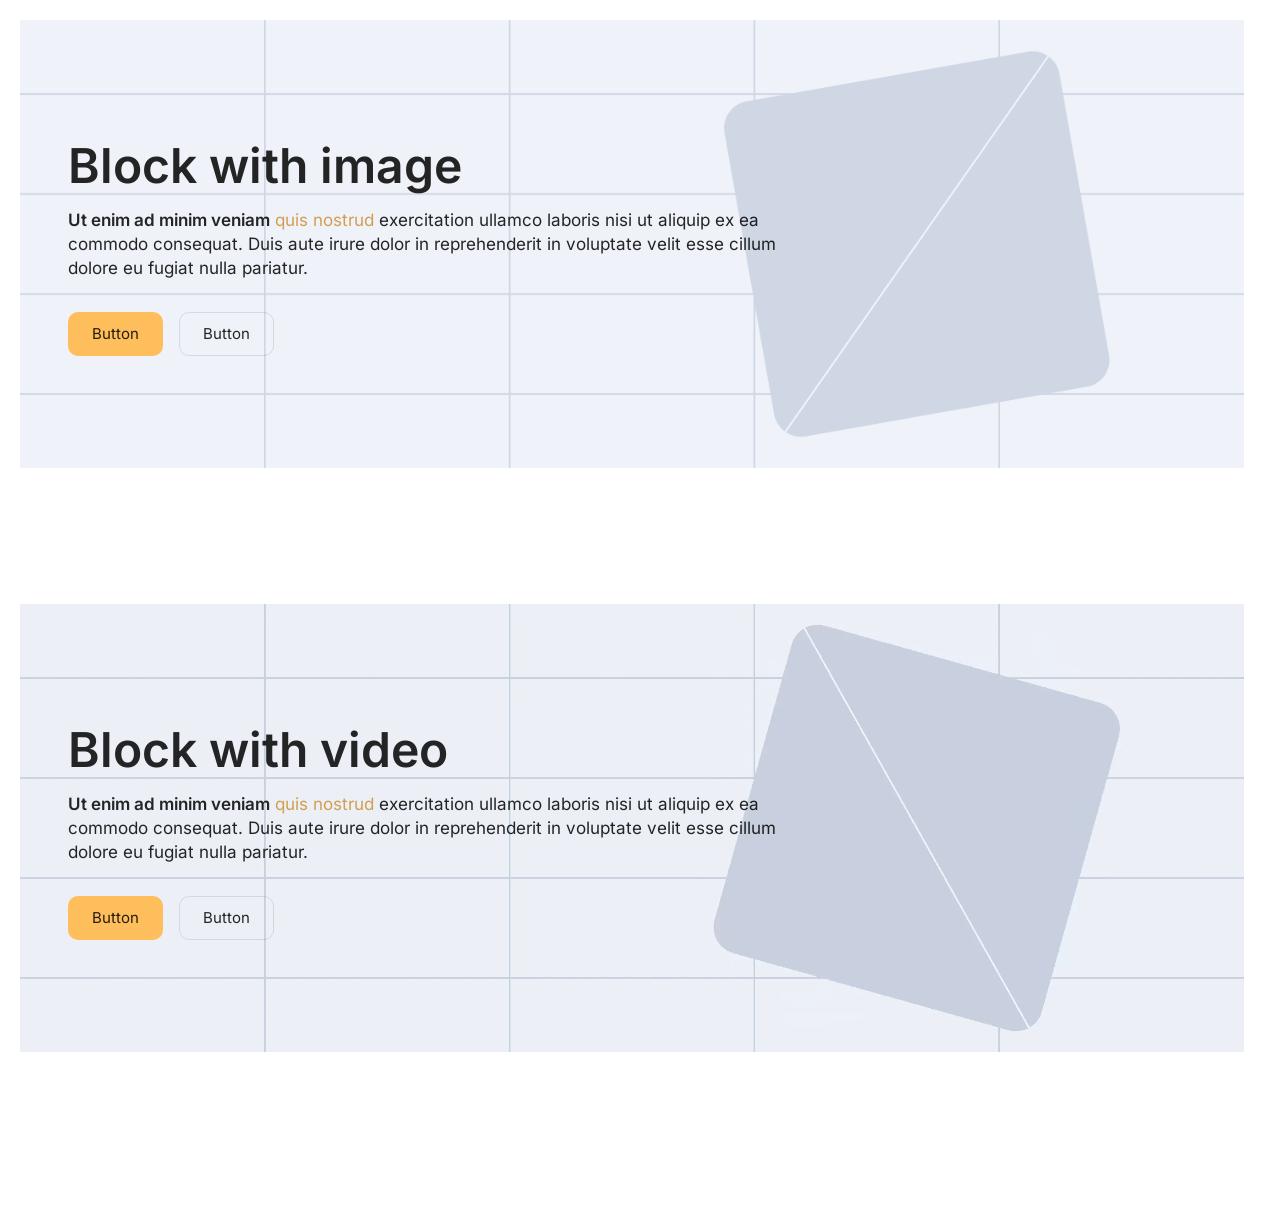 Block with image
Ut enim ad minim veniam quis nostrud exercitation ullamco laboris nisi ut aliquip ex ea
commodo consequat. Duis aute irure dolor in reprehenderit in voluptate velit esse cillum
dolore eu fugiat nulla pariatur.
Button Button
Block with video
Ut enim ad minim veniam quis nostrud exercitation ullamco laboris nisi ut aliquip ex ea
commodo consequat. Duis aute irure dolor in reprehenderit in voluptate velit esse cillum
dolore eu fugiat nulla pariatur.
Button Button